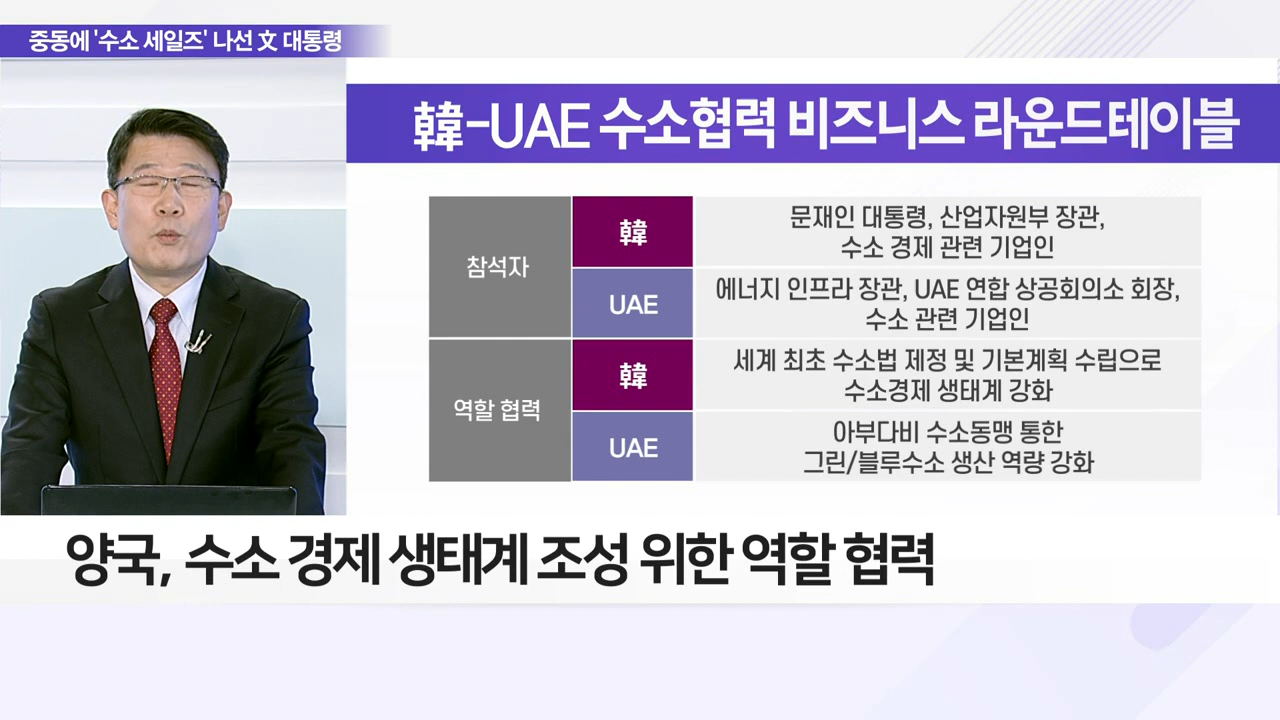 중동에 '수소 세일즈' 나선 文 대통령
韓-UAE 수소협력 비즈니스 라운드테이블
참석자
韓
문재인 대통령, 산업자원부 장관,
수소 경제 관련 기업인
UAE
에너지 인프라 장관, UAE 연합 상공회의소 회장,
수소 관련 기업인
역할 협력
韓
세계 최초 수소법 제정 및 기본계획 수립으로
수소경제 생태계 강화
UAE
아부다비 수소동맹 통한
그린/블루수소 생산 역량 강화
양국, 수소 경제 생태계 조성 위한 역할 협력